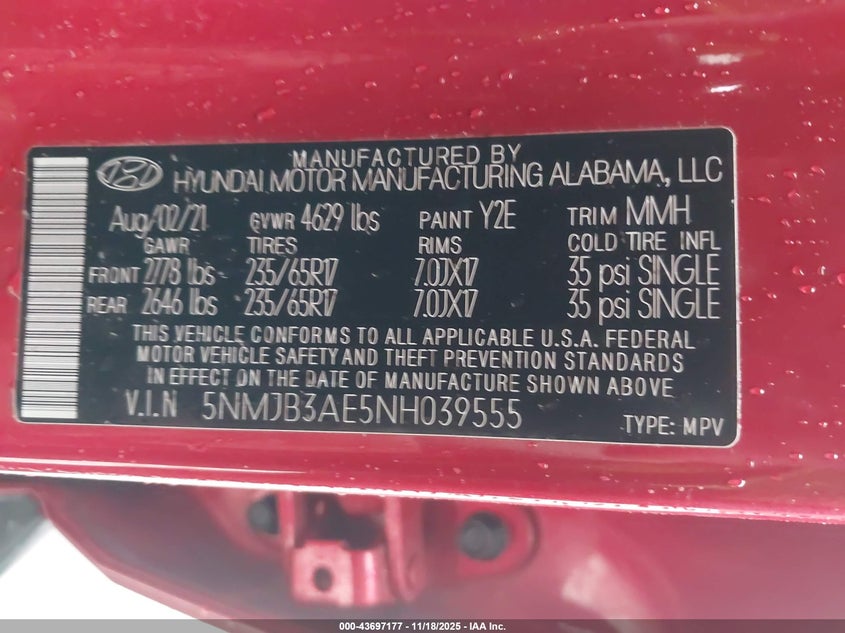 MANUFACTURED BY
HYUNDAI MOTOR MANUFACTURING ALABAMA, LLC
Aug/02/21 GVWR 4629 lbs PAINT Y2E TRIM MMH
GAWR TIRES RIMS COLD TIRE INFL
FRONT 2778 lbs 235/65R17 7.0JX17 35 psi SINGLE
REAR 2646 lbs 235/65R17 7.0JX17 35 psi SINGLE
THIS VEHICLE CONFORMS TO ALL APPLICABLE U.S.A. FEDERAL
MOTOR VEHICLE SAFETY AND THEFT PREVENTION STANDARDS
IN EFFECT ON THE DATE OF MANUFACTURE SHOWN ABOVE
V.I.N 5NMJB3AE5NH039555 TYPE: MPV
000-43697177 - 11/18/2025 - IAA Inc.